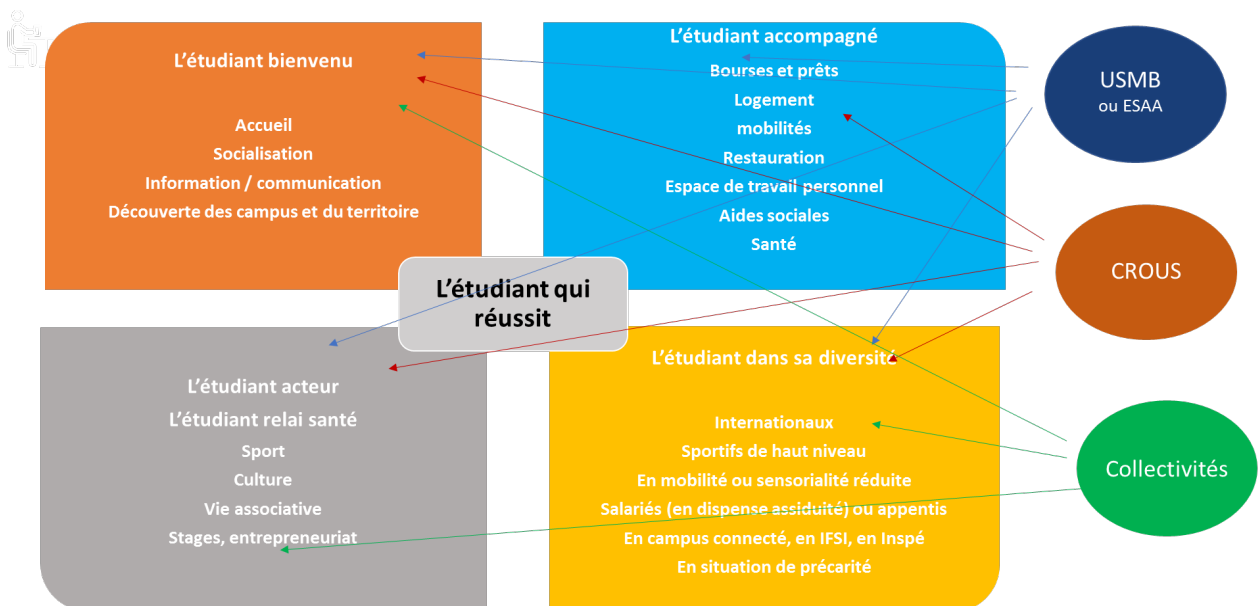 L’étudiant bienvenu
Accueil
Socialisation
Information / communication
Découverte des campus et du territoire
L’étudiant accompagné
Bourses et prêts
Logement
mobilités
Restauration
Espace de travail personnel
Aides sociales
Santé
L’étudiant qui
réussit
L’étudiant acteur
L’étudiant relai santé
Sport
Culture
Vie associative
Stages, entrepreneuriat
L’étudiant dans sa diversité
Internationaux
Sportifs de haut niveau
En mobilité ou sensorialité réduite
Salariés (en dispense assiduité) ou appentis
En campus connecté, en IFSI, en Inspé
En situation de précarité
USMB
ou ESAA
CROUS
Collectivités